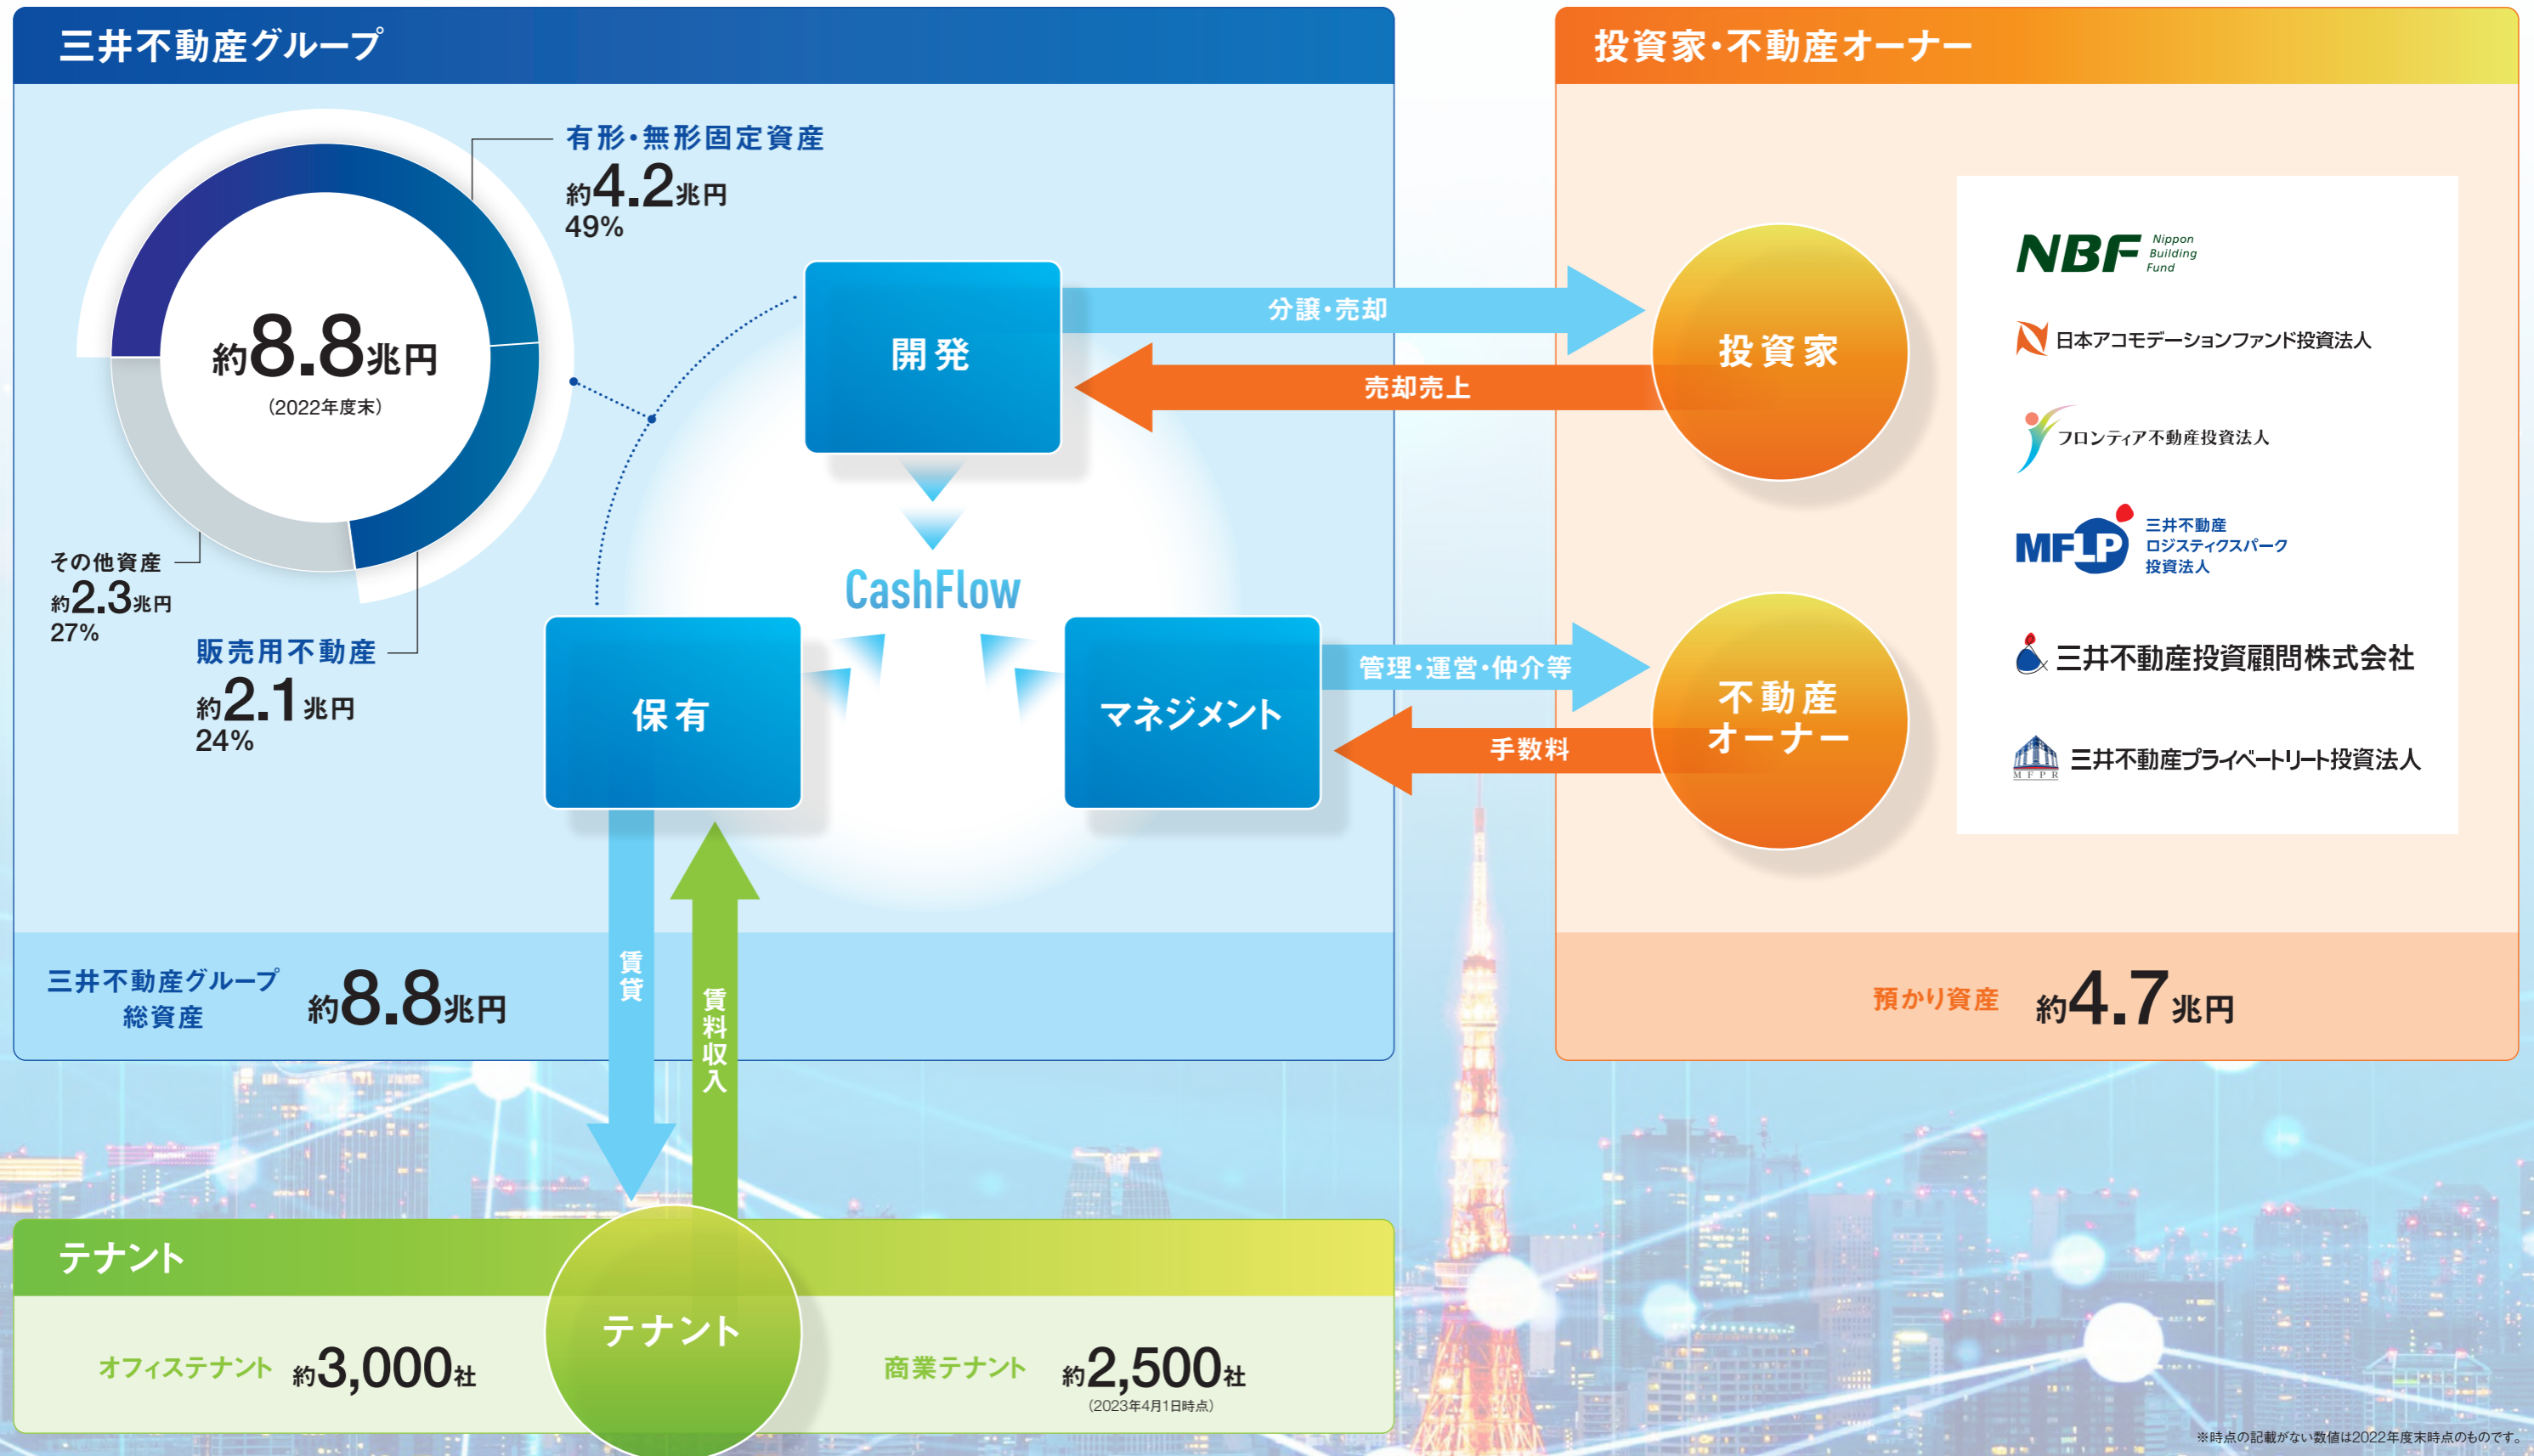 三井不動産グループ
有形・無形固定資産
約4.2兆円
49%
約8.8兆円
（2022年度末）
その他資産
約2.3兆円
27%
販売用不動産
約2.1兆円
24%
開発
CashFlow
保有
マネジメント
分譲・売却
売却売上
管理・運営・仲介等
手数料
賃貸
賃料収入
三井不動産グループ
総資産
約8.8兆円
投資家・不動産オーナー
投資家
不動産
オーナー
NBF
Nippon
Building
Fund
日本アコモデーションファンド投資法人
フロンティア不動産投資法人
MFLP
三井不動産
ロジスティクスパーク
投資法人
三井不動産投資顧問株式会社
MFPR
三井不動産プライベートリート投資法人
預かり資産
約4.7兆円
テナント
オフィステナント
約3,000社
テナント
商業テナント
約2,500社
（2023年4月1日時点）
※時点の記載がない数値は2022年度末時点のものです。